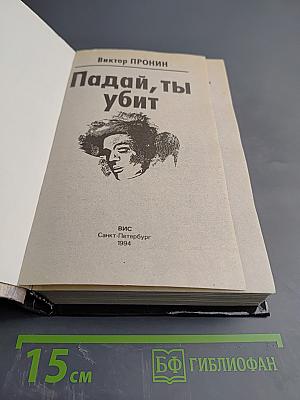 Виктор ПРОНИН
Падай, ты
убит
ВИС
Санкт-Петербург
1994
15 см
БФ ГИБЛИОФАН